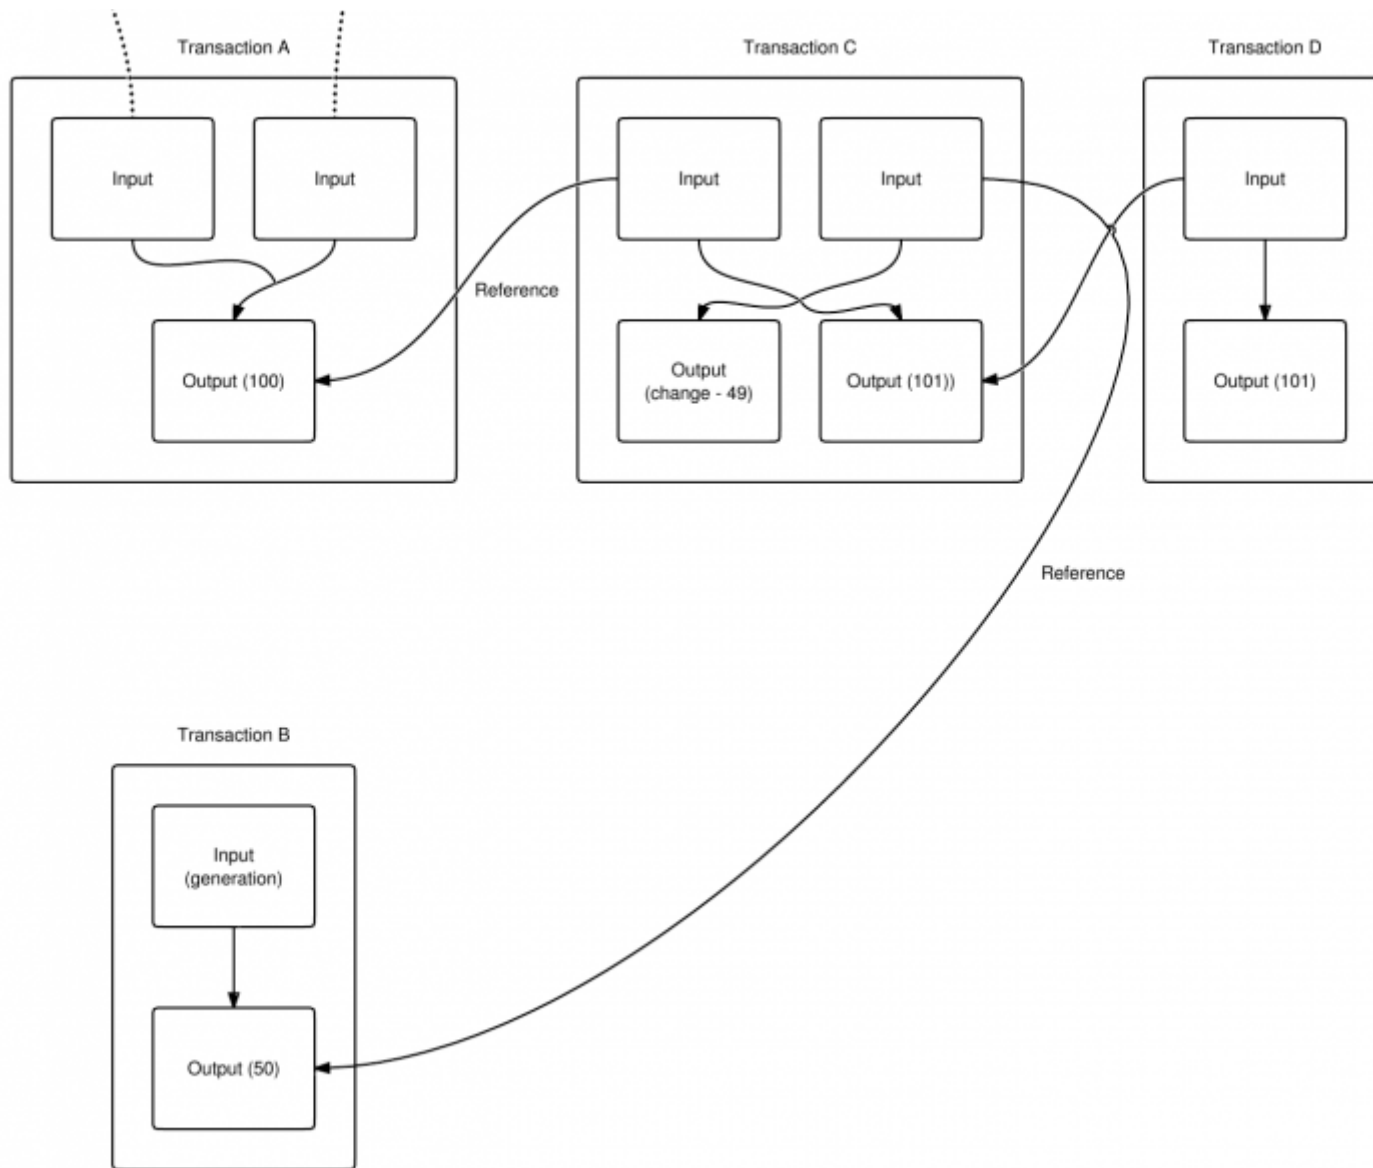 Transaction A
Transaction C
Transaction D
Input
Input
Input
Input
Input
Reference
Output (100)
Output
(change - 49)
Output (101))
Output (101)
Reference
Transaction B
Input
(generation)
Output (50)